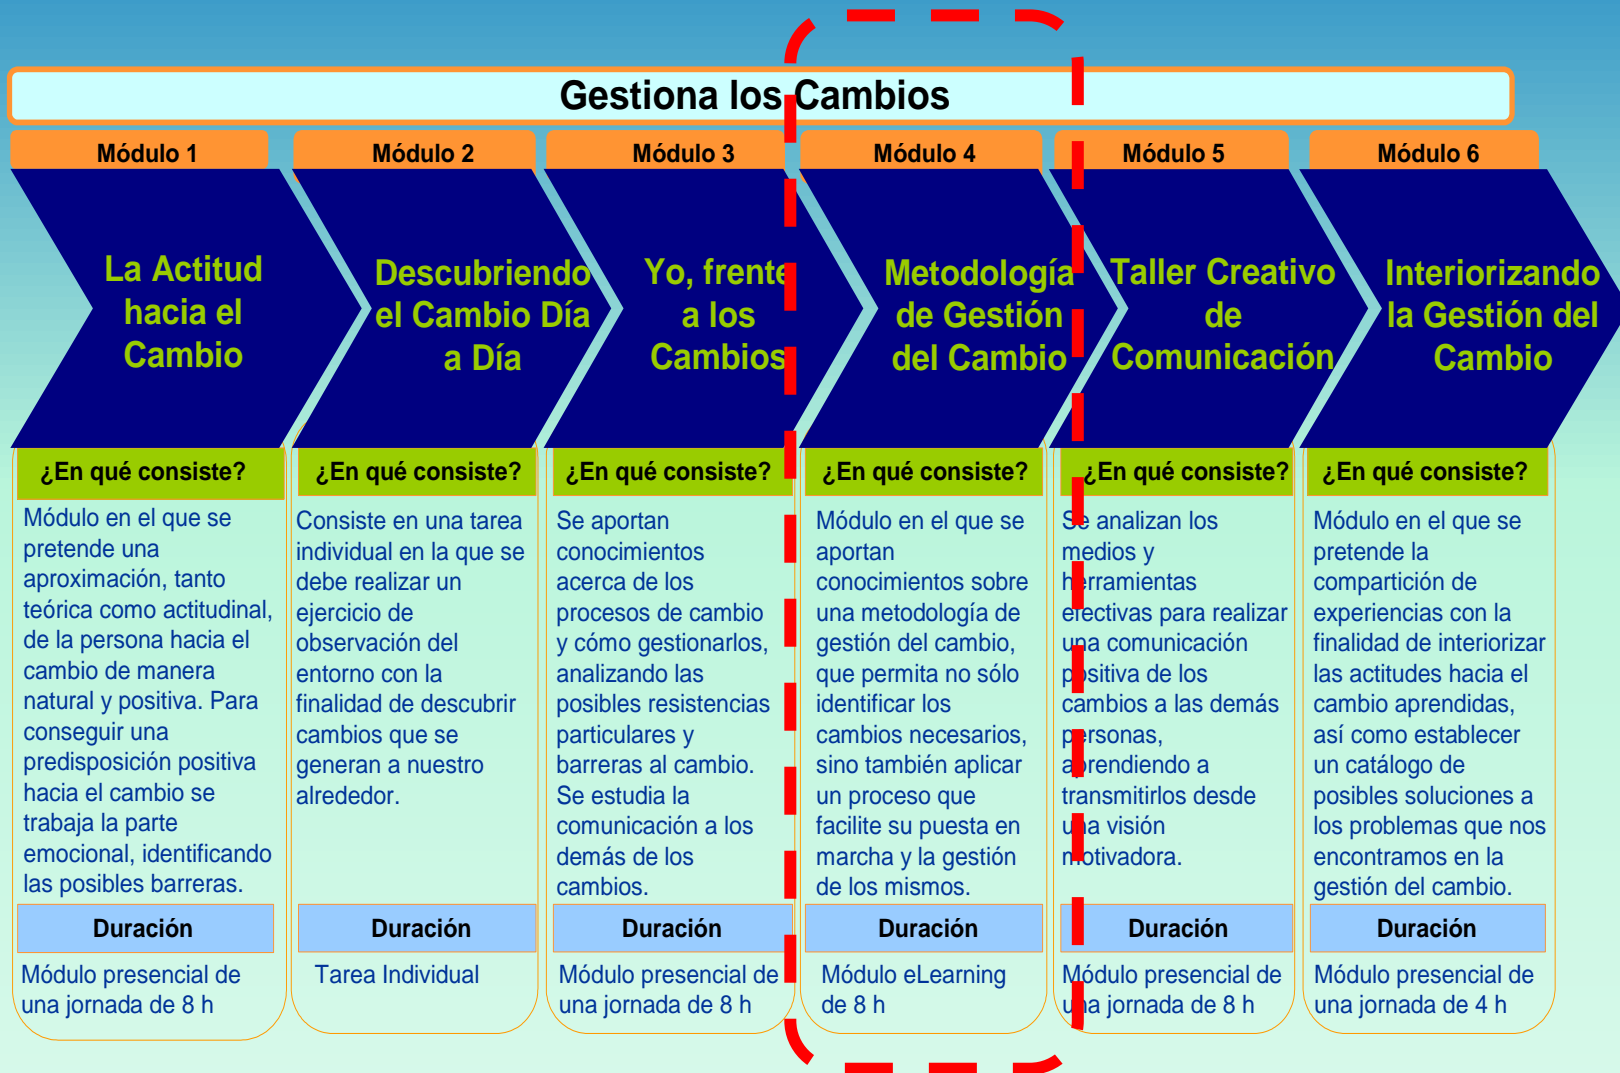 Gestiona los Cambios
Módulo 1
La Actitud
hacia el
Cambio
¿En qué consiste?
Módulo en el que se
pretende una
aproximación, tanto
teórica como actitudinal,
de la persona hacia el
cambio de manera
natural y positiva. Para
conseguir una
predisposición positiva
hacia el cambio se
trabaja la parte
emocional, identificando
las posibles barreras.
Duración
Módulo presencial de
una jornada de 8 h
Módulo 2
Descubriendo
el Cambio Día
a Día
¿En qué consiste?
Consiste en una tarea
individual en la que se
debe realizar un
ejercicio de
observación del
entorno con la
finalidad de descubrir
cambios que se
generan a nuestro
alrededor.
Duración
Tarea Individual
Módulo 3
Yo, frente
a los
Cambios
¿En qué consiste?
Se aportan
conocimientos
acerca de los
procesos de cambio
y cómo gestionarlos,
analizando las
posibles resistencias
particulares y
barreras al cambio.
Se estudia la
comunicación a los
demás de los
cambios.
Duración
Módulo presencial de
una jornada de 8 h
Módulo 4
Metodología
de Gestión
del Cambio
¿En qué consiste?
Módulo en el que se
aportan
conocimientos sobre
una metodología de
gestión del cambio,
que permita no sólo
identificar los
cambios necesarios,
sino también aplicar
un proceso que
facilite su puesta en
marcha y la gestión
de los mismos.
Duración
Módulo eLearning
de 8 h
Módulo 5
Taller Creativo
de
Comunicación
¿En qué consiste?
Se analizan los
medios y
herramientas
efectivas para realizar
una comunicación
positiva de los
cambios a las demás
personas,
aprendiendo a
transmitirlos desde
una visión
motivadora.
Duración
Módulo presencial de
una jornada de 8 h
Módulo 6
Interiorizando
la Gestión del
Cambio
¿En qué consiste?
Módulo en el que se
pretende la
compartición de
experiencias con la
finalidad de interiorizar
las actitudes hacia el
cambio aprendidas,
así como establecer
un catálogo de
posibles soluciones a
los problemas que nos
encontramos en la
gestión del cambio.
Duración
Módulo presencial de
una jornada de 4 h